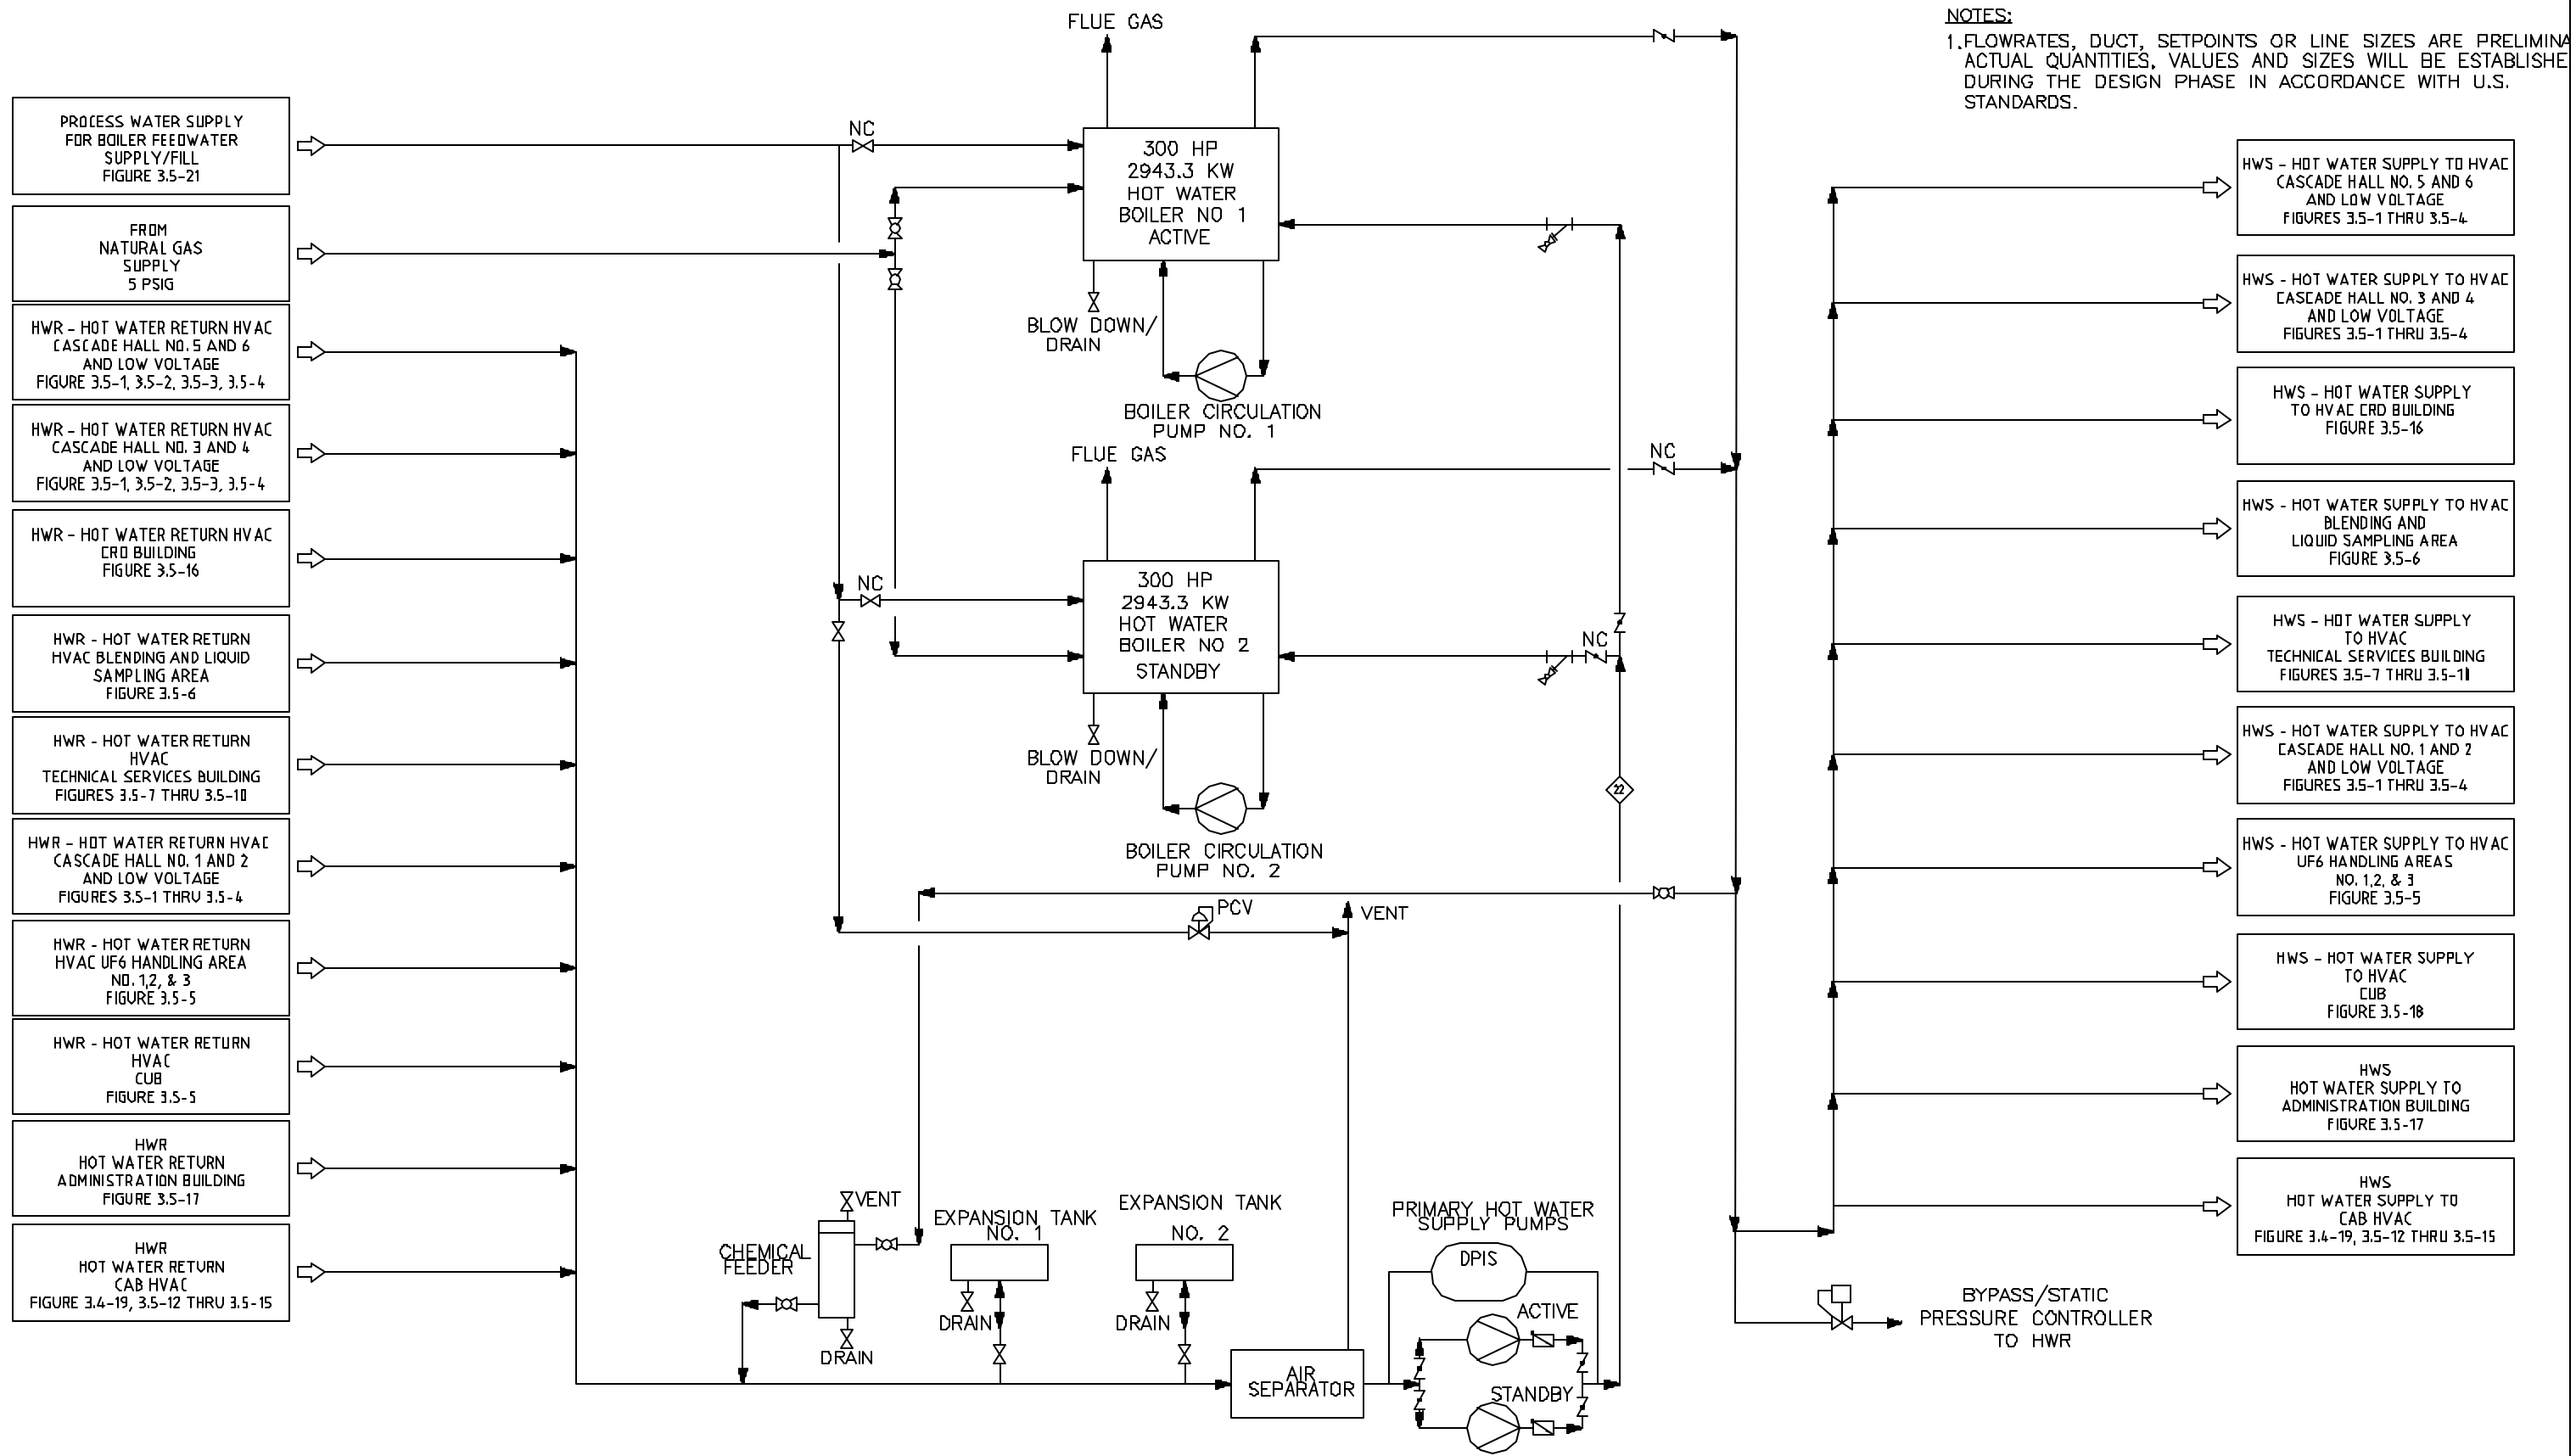 FLUE GAS
NOTES:
1. FLOWRATES, DUCT, SETPOINTS OR LINE SIZES ARE PRELIMINA
ACTUAL QUANTITIES, VALUES AND SIZES WILL BE ESTABLISHE
DURING THE DESIGN PHASE IN ACCORDANCE WITH U.S.
STANDARDS.
PROCESS WATER SUPPLY
FOR BOILER FEEDWATER
SUPPLY/FILL
FIGURE 3.5-21
FROM
NATURAL GAS
SUPPLY
5 PSIG
HWR - HOT WATER RETURN HVAC
CASCADE HALL NO. 5 AND 6
AND LOW VOLTAGE
FIGURE 3.5-1, 3.5-2, 3.5-3, 3.5-4
HWR - HOT WATER RETURN HVAC
CASCADE HALL NO. 3 AND 4
AND LOW VOLTAGE
FIGURE 3.5-1, 3.5-2, 3.5-3, 3.5-4
HWR - HOT WATER RETURN HVAC
CRD BUILDING
FIGURE 3.5-16
HWR - HOT WATER RETURN
HVAC BLENDING AND LIQUID
SAMPLING AREA
FIGURE 3.5-6
HWR - HOT WATER RETURN
HVAC
TECHNICAL SERVICES BUILDING
FIGURES 3.5-7 THRU 3.5-10
HWR - HOT WATER RETURN HVAC
CASCADE HALL NO. 1 AND 2
AND LOW VOLTAGE
FIGURES 3.5-1 THRU 3.5-4
HWR - HOT WATER RETURN
HVAC UF6 HANDLING AREA
NO. 1,2, & 3
FIGURE 3.5-5
HWR - HOT WATER RETURN
HVAC
CUB
FIGURE 3.5-5
HWR
HOT WATER RETURN
ADMINISTRATION BUILDING
FIGURE 3.5-17
HWR
HOT WATER RETURN
CAB HVAC
FIGURE 3.4-19, 3.5-12 THRU 3.5-15
NC
300 HP
2943.3 KW
HOT WATER
BOILER NO 1
ACTIVE
BLOW DOWN/
DRAIN
BOILER CIRCULATION
PUMP NO. 1
FLUE GAS
NC
NC
300 HP
2943.3 KW
HOT WATER
BOILER NO 2
STANDBY
NC
BLOW DOWN/
DRAIN
22
BOILER CIRCULATION
PUMP NO. 2
PCV
VENT
VENT
CHEMICAL
FEEDER
DRAIN
EXPANSION TANK
NO. 1
DRAIN
EXPANSION TANK
NO. 2
DRAIN
AIR
SEPARATOR
PRIMARY HOT WATER
SUPPLY PUMPS
DPIS
ACTIVE
STANDBY
HWS - HOT WATER SUPPLY TO HVAC
CASCADE HALL NO. 5 AND 6
AND LOW VOLTAGE
FIGURES 3.5-1 THRU 3.5-4
HWS - HOT WATER SUPPLY TO HVAC
CASCADE HALL NO. 3 AND 4
AND LOW VOLTAGE
FIGURES 3.5-1 THRU 3.5-4
HWS - HOT WATER SUPPLY
TO HVAC CRD BUILDING
FIGURE 3.5-16
HWS - HOT WATER SUPPLY TO HVAC
BLENDING AND
LIQUID SAMPLING AREA
FIGURE 3.5-6
HWS - HOT WATER SUPPLY
TO HVAC
TECHNICAL SERVICES BUILDING
FIGURES 3.5-7 THRU
HWS - HOT WATER SUPPLY TO HVAC
CASCADE HALL NO. 1 AND 2
AND LOW VOLTAGE
FIGURES 3.5-1 THRU 3.5-4
HWS - HOT WATER SUPPLY TO HVAC
UF6 HANDLING AREAS
NO. 1,2, & 3
FIGURE 3.5-5
HWS - HOT WATER SUPPLY
TO HVAC
CUB
FIGURE 3.5-18
HWS
HOT WATER SUPPLY TO
ADMINISTRATION BUILDING
FIGURE 3.5-17
HWS
HOT WATER SUPPLY TO
CAB HVAC
FIGURE 3.4-19, 3.5-12 THRU 3.5-15
BYPASS/STATIC
PRESSURE CONTROLLER
TO HWR